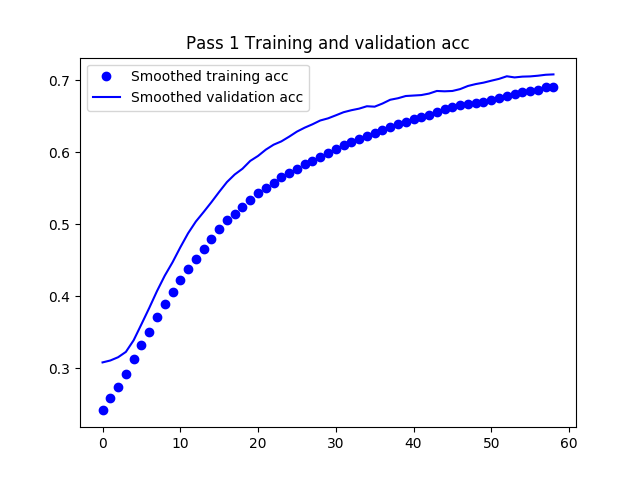 Pass 1 Training and validation acc
Smoothed training acc
Smoothed validation acc
0.7
0.6
0.5
0.4
0.3
0 10 20 30 40 50 60